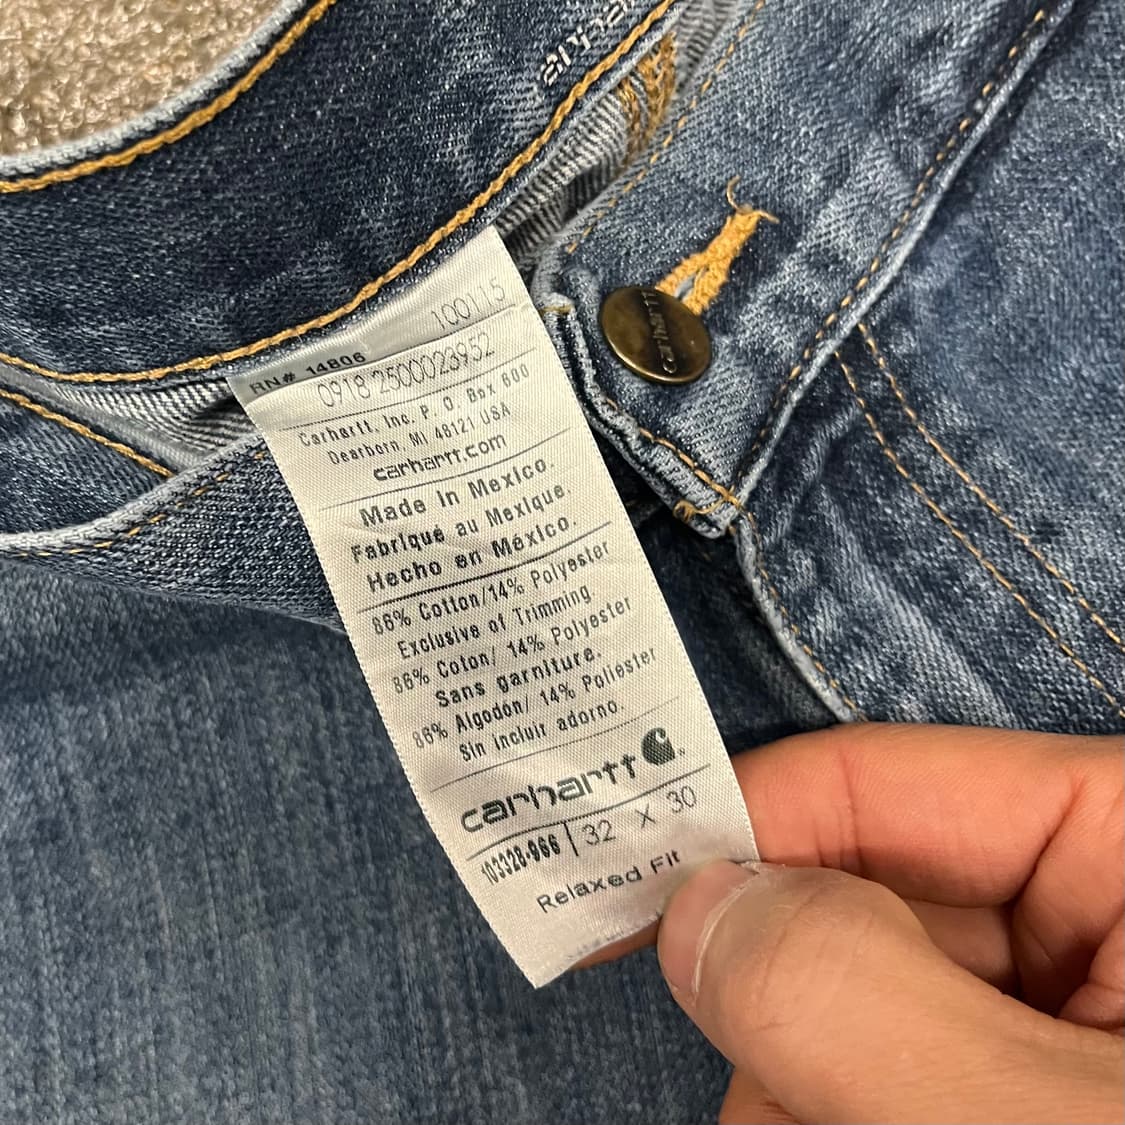 RN# 14806
100115
0918 2500023952
Carhartt, Inc. P. O. Box 600
Dearborn, MI 48121 USA
carhartt.com
Made in Mexico.
Fabriqué au Mexique.
Hecho en México.
86% Cotton/14% Polyester
Exclusive of Trimming
86% Coton/ 14% Polyester
Sans garniture.
86% Algodon/ 14% Poliester
Sin incluir adorno.
carhartt
103328-966 | 32 X 30
Relaxed Fit
carhartt